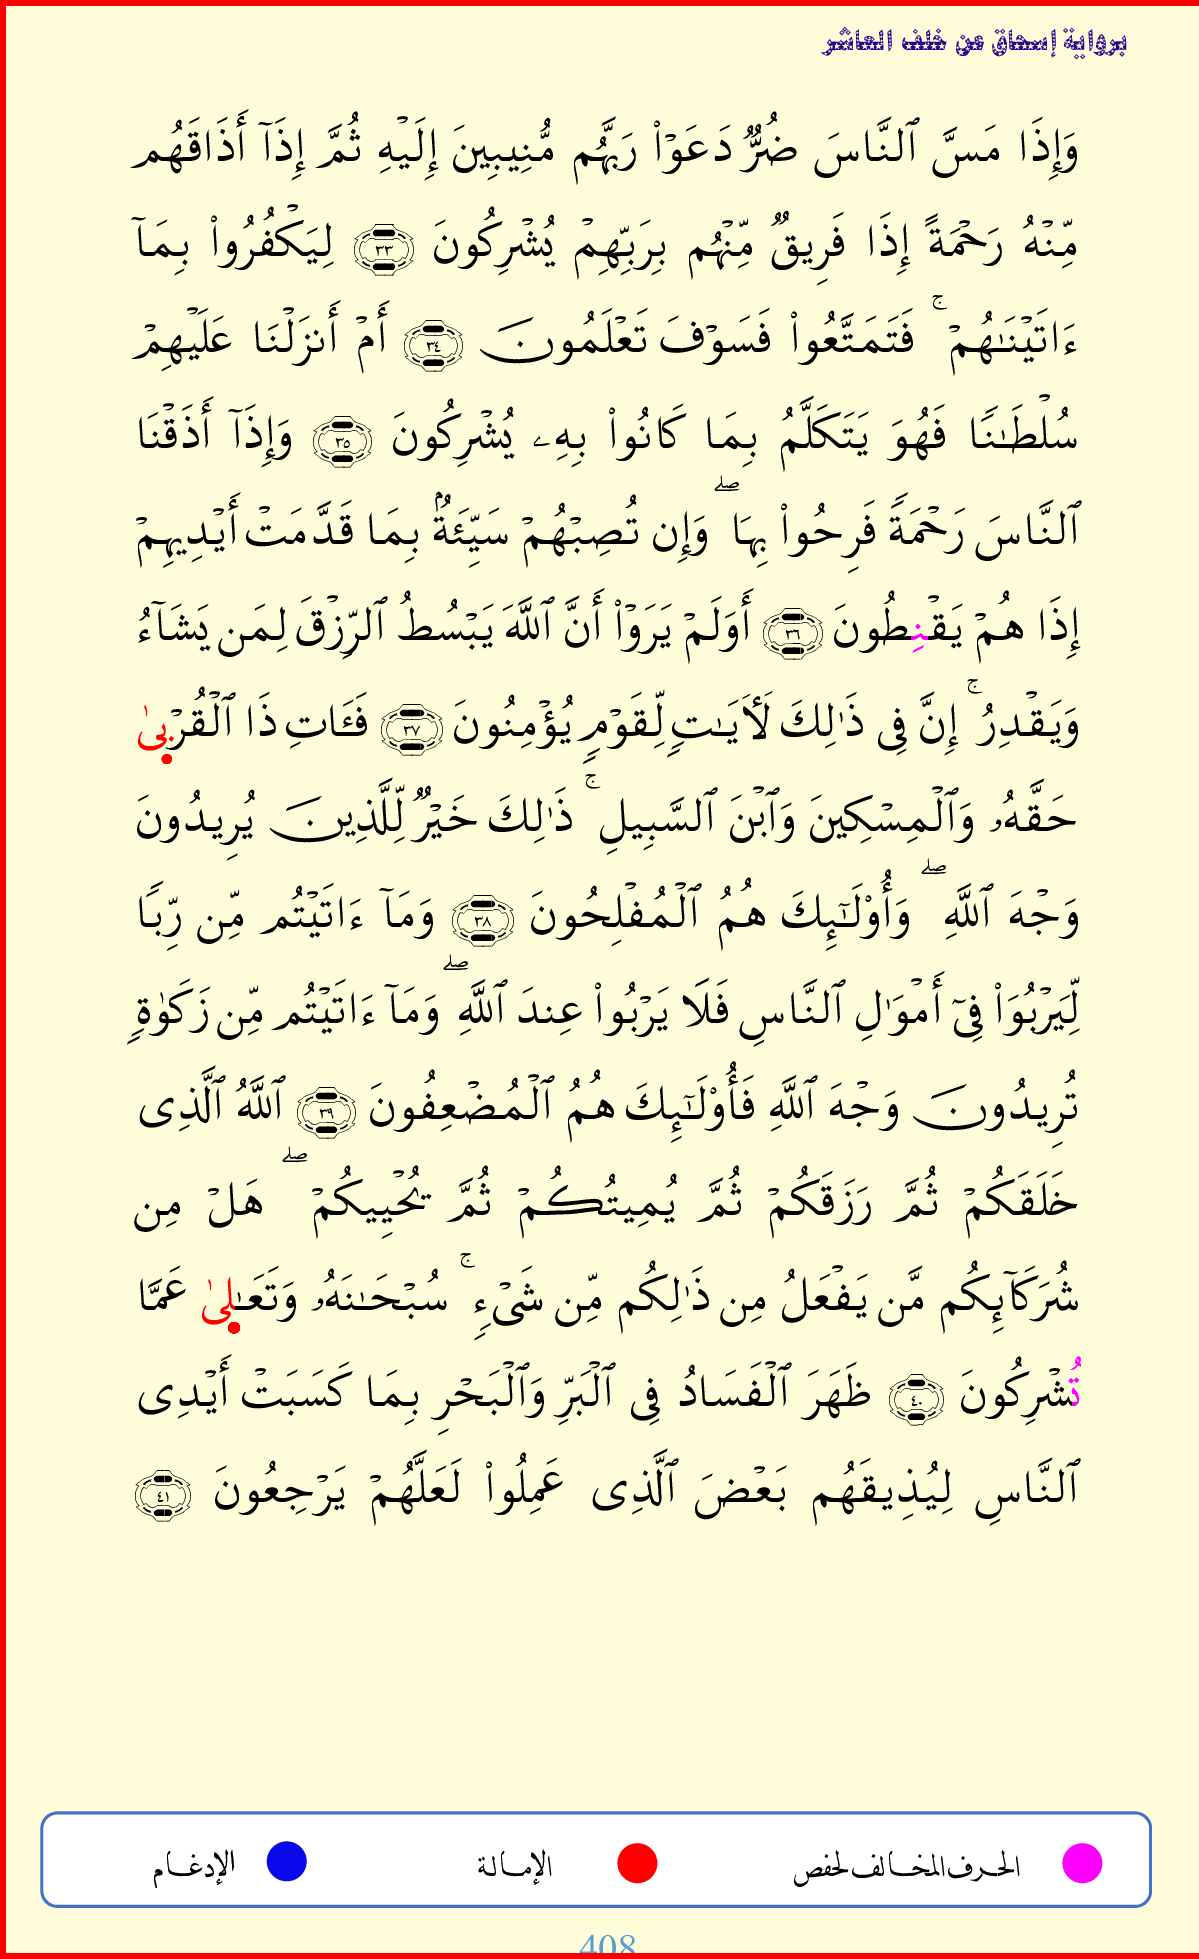 برواية إسحاق عن خلف العاشر
وَإِذَا مَسَّ ٱلنَّاسَ ضُرٌّ دَعَوۡاْ رَبَّهُم مُّنِيبِينَ إِلَيۡهِ ثُمَّ إِذَآ أَذَاقَهُم
مِّنۡهُ رَحۡمَةً إِذَا فَرِيقٌ مِّنۡهُم بِرَبِّهِمۡ يُشۡرِكُونَ ٣٣ لِيَكۡفُرُواْ بِمَآ
ءَاتَيۡنَٰهُمۡۚ فَتَمَتَّعُواْ فَسَوۡفَ تَعۡلَمُونَ ٣٤ أَمۡ أَنزَلۡنَا عَلَيۡهِمۡ
سُلۡطَٰنًا فَهُوَ يَتَكَلَّمُ بِمَا كَانُواْ بِهِۦ يُشۡرِكُونَ ٣٥ وَإِذَآ أَذَقۡنَا
ٱلنَّاسَ رَحۡمَةً فَرِحُواْ بِهَاۖ وَإِن تُصِبۡهُمۡ سَيِّئَةُۢ بِمَا قَدَّمَتۡ أَيۡدِيهِمۡ
إِذَا هُمۡ يَقۡنِطُونَ ٣٦ أَوَلَمۡ يَرَوۡاْ أَنَّ ٱللَّهَ يَبۡسُطُ ٱلرِّزۡقَ لِمَن يَشَآءُ
وَيَقۡدِرُۚ إِنَّ فِي ذَٰلِكَ لَأٓيَٰتٍ لِّقَوۡمٍ يُؤۡمِنُونَ ٣٧ فَـَٔاتِ ذَا ٱلۡقُرۡبىٰ
حَقَّهُۥ وَٱلۡمِسۡكِينَ وَٱبۡنَ ٱلسَّبِيلِۚ ذَٰلِكَ خَيۡرٌ لِّلَّذِينَ يُرِيدُونَ
وَجۡهَ ٱللَّهِۖ وَأُوْلَٰٓئِكَ هُمُ ٱلۡمُفۡلِحُونَ ٣٨ وَمَآ ءَاتَيۡتُم مِّن رِّبًا
لِّيَرۡبُوَاْ فِيٓ أَمۡوَٰلِ ٱلنَّاسِ فَلَا يَرۡبُواْ عِندَ ٱللَّهِۖ وَمَآ ءَاتَيۡتُم مِّن زَكَوٰةٍ
تُرِيدُونَ وَجۡهَ ٱللَّهِ فَأُوْلَٰٓئِكَ هُمُ ٱلۡمُضۡعِفُونَ ٣٩ ٱللَّهُ ٱلَّذِي
خَلَقَكُمۡ ثُمَّ رَزَقَكُمۡ ثُمَّ يُمِيتُكُمۡ ثُمَّ يُحۡيِيكُمۡۖ هَلۡ مِن
شُرَكَآئِكُم مَّن يَفۡعَلُ مِن ذَٰلِكُم مِّن شَيۡءٍۚ سُبۡحَٰنَهُۥ وَتَعَٰلىٰ عَمَّا
تُشۡرِكُونَ ٤٠ ظَهَرَ ٱلۡفَسَادُ فِي ٱلۡبَرِّ وَٱلۡبَحۡرِ بِمَا كَسَبَتۡ أَيۡدِي
ٱلنَّاسِ لِيُذِيقَهُم بَعۡضَ ٱلَّذِي عَمِلُواْ لَعَلَّهُمۡ يَرۡجِعُونَ ٤١
الحرف المخالف لحفص الإمالة الإدغام
408